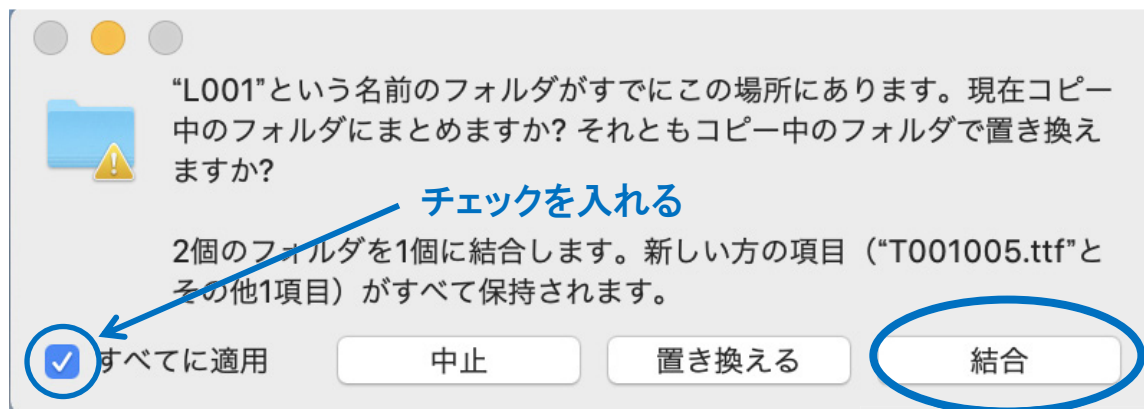 “L001”という名前のフォルダがすでにこの場所にあります。現在コピー
中のフォルダにまとめますか? それともコピー中のフォルダで置き換え
ますか?
チェックを入れる
2個のフォルダを1個に結合します。新しい方の項目（“T001005.ttf”と
その他1項目）がすべて保持されます。
すべてに適用
中止
置き換える
結合